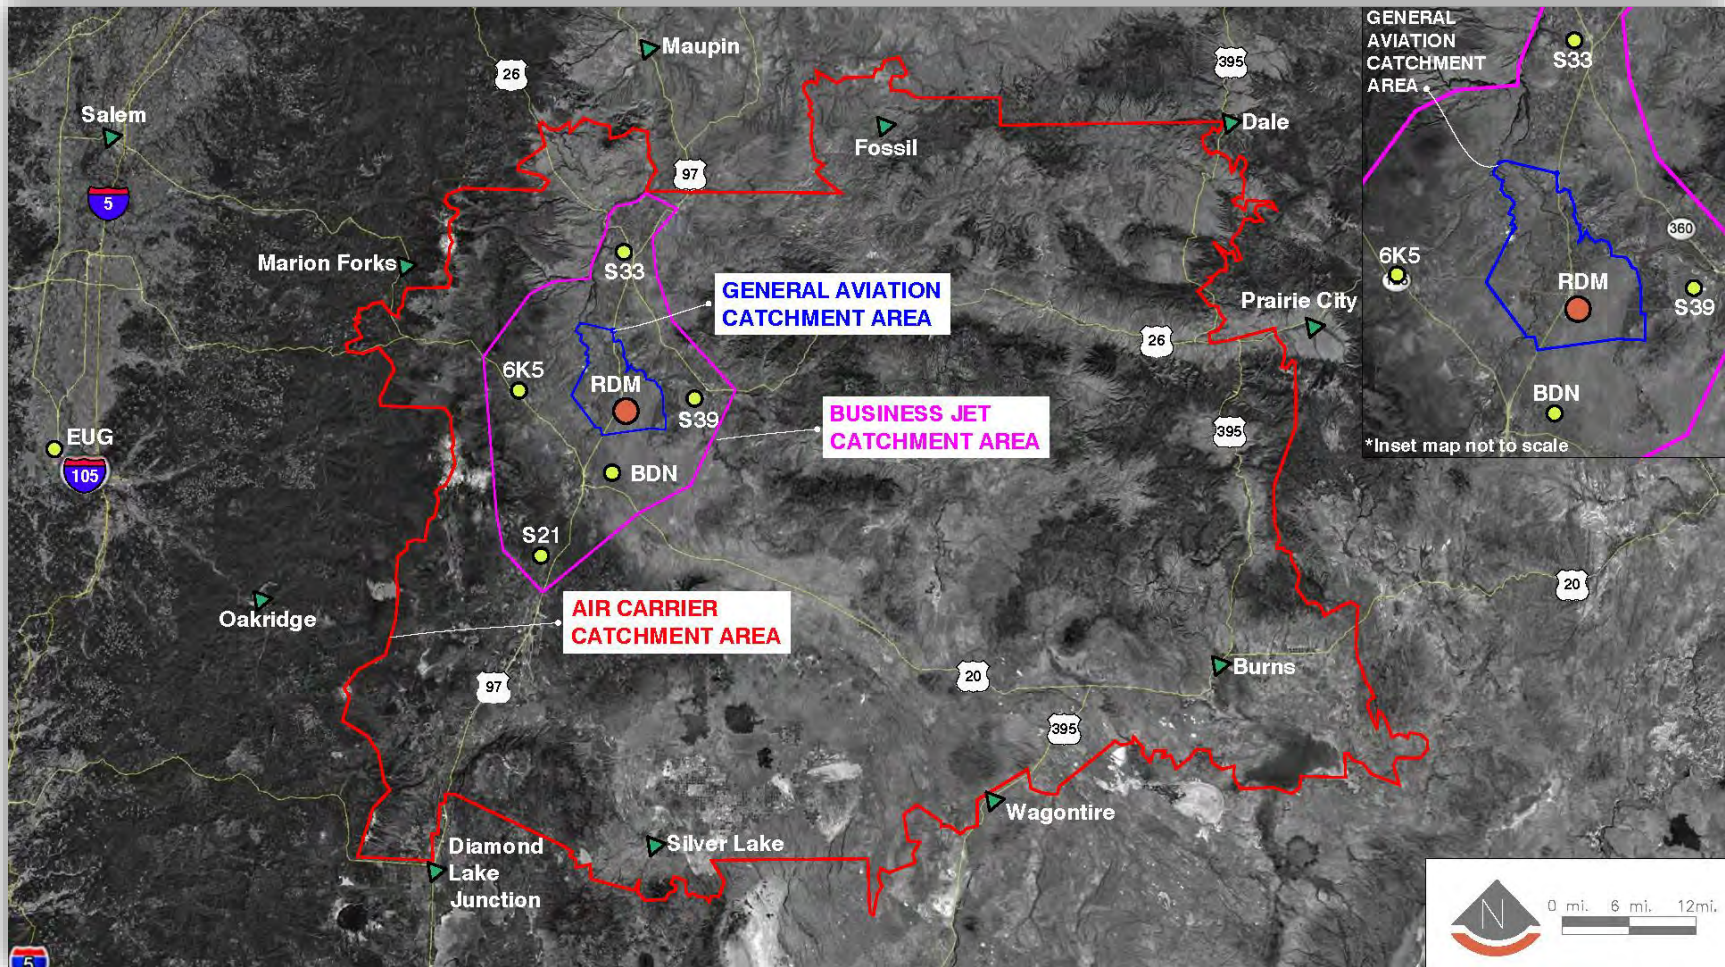 Maupin
26
395
Salem
Dale
Fossil
97
5
Marion Forks
S33
GENERAL AVIATION
CATCHMENT AREA
Prairie City
26
6K5
RDM
S39
BUSINESS JET
CATCHMENT AREA
395
EUG
105
BDN
S21
20
Oakridge
AIR CARRIER
CATCHMENT AREA
97
20
Burns
395
Wagontire
Diamond
Lake
Junction
Silver Lake
5
GENERAL
AVIATION
CATCHMENT
AREA
S33
360
6K5
RDM
S39
BDN
*Inset map not to scale
N
0 mi. 6 mi. 12mi.